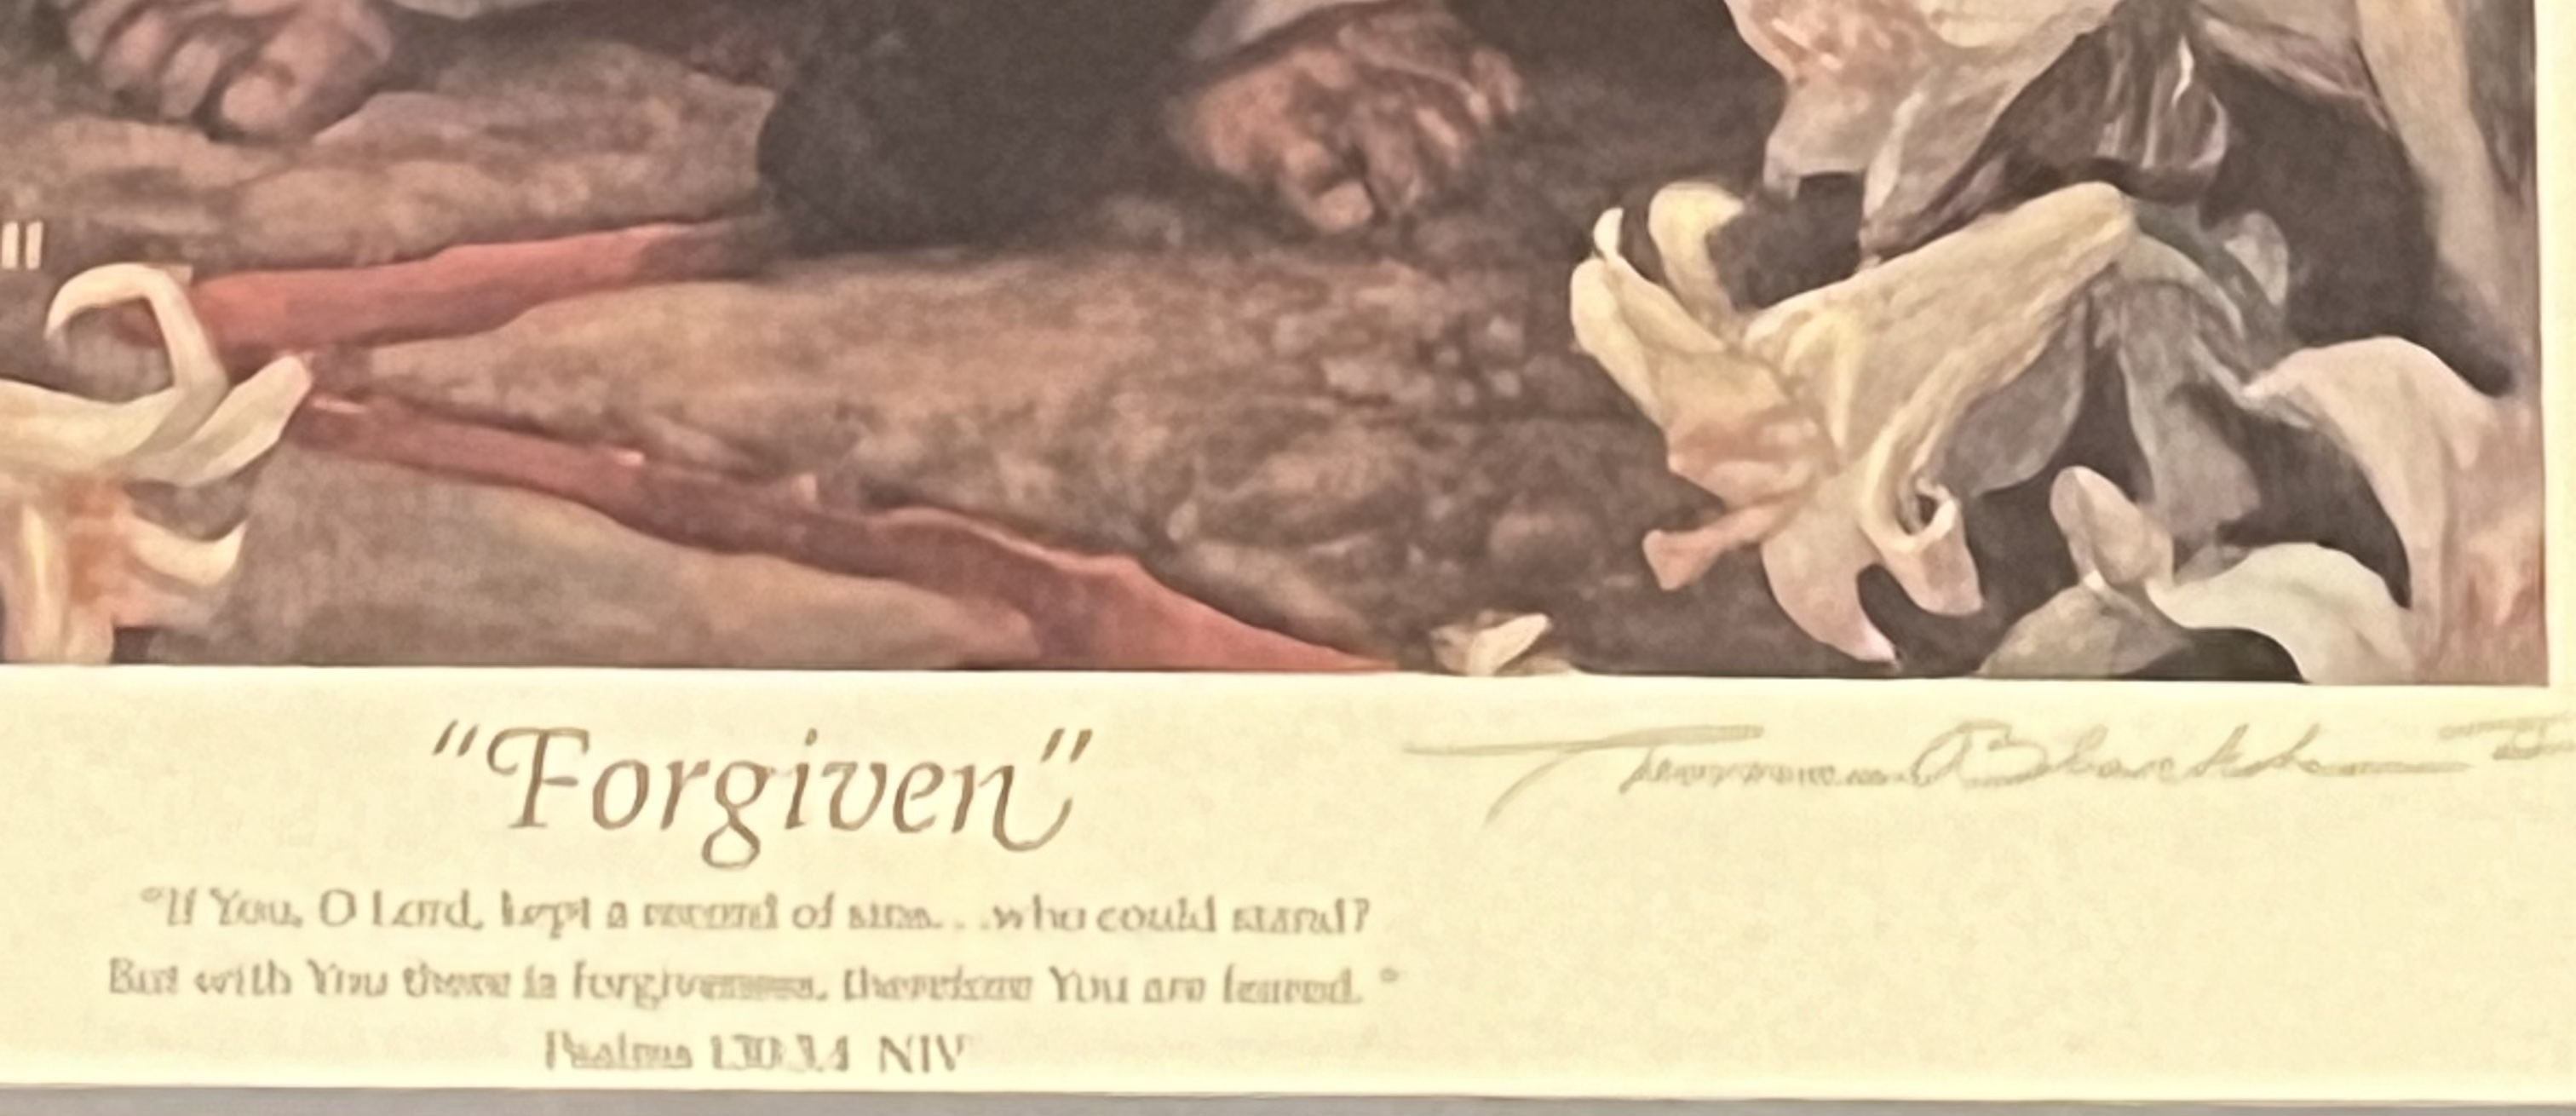 "
"Forgiven"
Thomas Blackshear II
"If You, O Lord, kept a record of sins. . .who could stand?
But with You there is forgiveness, therefore You are feared."
Psalms 130:3,4 NIV